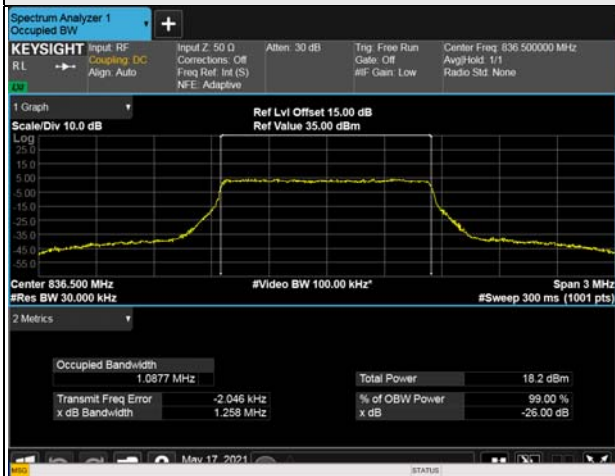 Spectrum Analyzer 1
Occupied BW
+
KEYSIGHT Input: RF Input Z: 50 Ω Atten: 30 dB Trig: Free Run Center Freq: 836.500000 MHz
RL Coupling: DC Corrections: Off Gate: Off Avg|Hold: 1/1
Align: Auto Freq Ref: Int (S) #IF Gain: Low Radio Std: None
NFE: Adaptive
1 Graph
Ref Lvl Offset 15.00 dB
Scale/Div 10.0 dB Ref Value 35.00 dBm
Log
25.0
15.0
5.00
-5.00
-15.0
-25.0
-35.0
-45.0
-55.0
Center 836.500 MHz #Video BW 100.00 kHz* Span 3 MHz
#Res BW 30.000 kHz #Sweep 300 ms (1001 pts)
2 Metrics
Occupied Bandwidth
1.0877 MHz
Total Power 18.2 dBm
Transmit Freq Error -2.046 kHz
% of OBW Power 99.00 %
x dB Bandwidth 1.258 MHz
x dB -26.00 dB
May 17, 2021
MSG STATUS